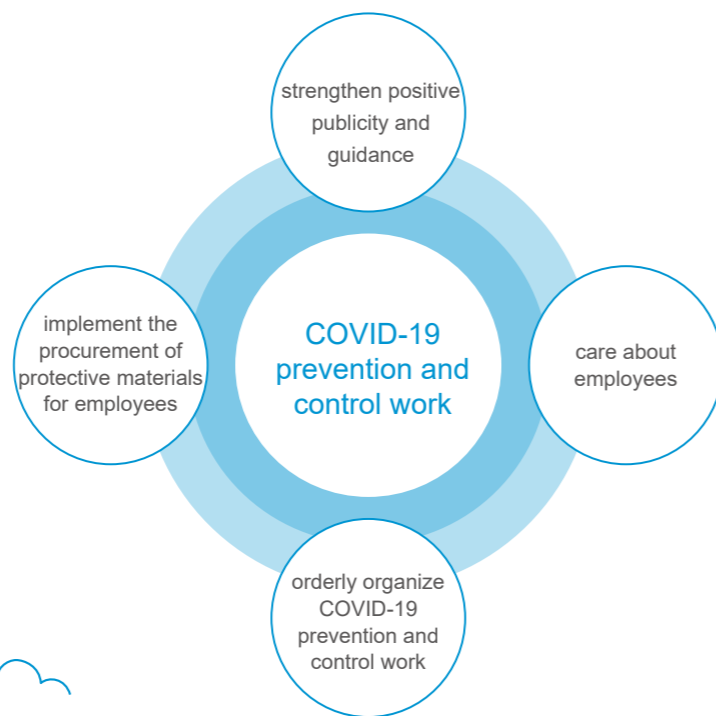 strengthen positive
publicity and
guidance
implement the
procurement of
protective materials
for employees
COVID-19
prevention and
control work
care about
employees
orderly organize
COVID-19
prevention and
control work